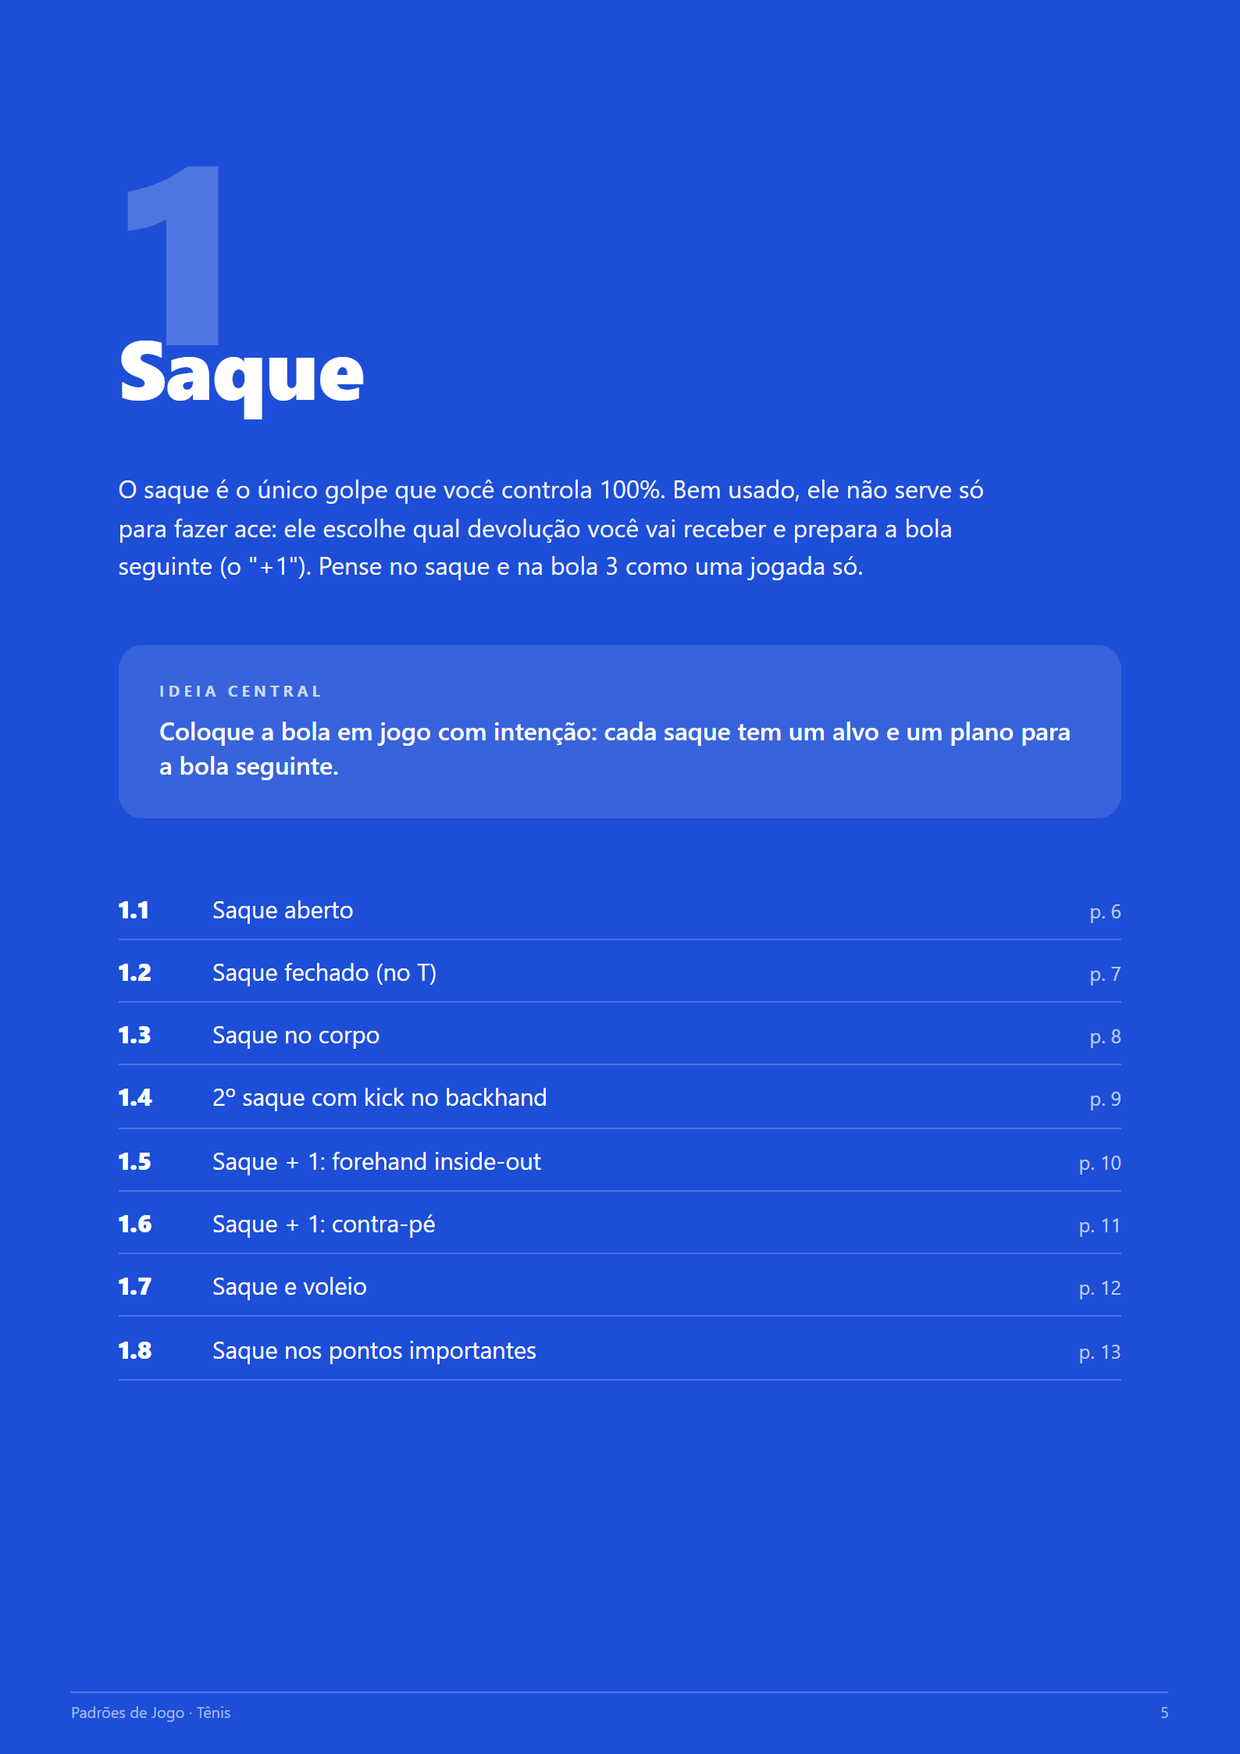 1
Saque
O saque é o único golpe que você controla 100%. Bem usado, ele não serve só
para fazer ace: ele escolhe qual devolução você vai receber e prepara a bola
seguinte (o "+1"). Pense no saque e na bola 3 como uma jogada só.
IDEIA CENTRAL
Coloque a bola em jogo com intenção: cada saque tem um alvo e um plano para
a bola seguinte.
1.1 Saque aberto p. 6
1.2 Saque fechado (no T) p. 7
1.3 Saque no corpo p. 8
1.4 2º saque com kick no backhand p. 9
1.5 Saque + 1: forehand inside-out p. 10
1.6 Saque + 1: contra-pé p. 11
1.7 Saque e voleio p. 12
1.8 Saque nos pontos importantes p. 13
Padrões de Jogo · Tênis 5